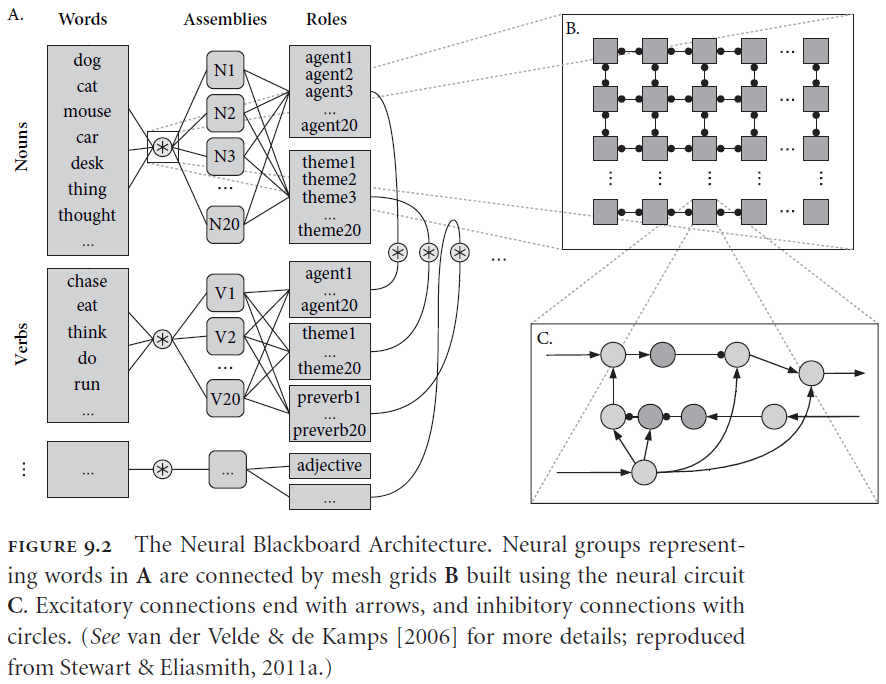 A.
Words
Assemblies
Roles
Nouns
dog
cat
mouse
car
desk
thing
thought
...
N1
N2
N3
...
N20
agent1
agent2
agent3
...
agent20
theme1
theme2
theme3
...
theme20
Verbs
chase
eat
think
do
run
...
V1
V2
...
V20
agent1
...
agent20
theme1
...
theme20
preverb1
...
preverb20
...
...
...
...
adjective
...
...
B.
...
...
...
...
...
...
...
...
...
C.
FIGURE 9.2 The Neural Blackboard Architecture. Neural groups represent-
ing words in A are connected by mesh grids B built using the neural circuit
C. Excitatory connections end with arrows, and inhibitory connections with
circles. (See van der Velde & de Kamps [2006] for more details; reproduced
from Stewart & Eliasmith, 2011a.)